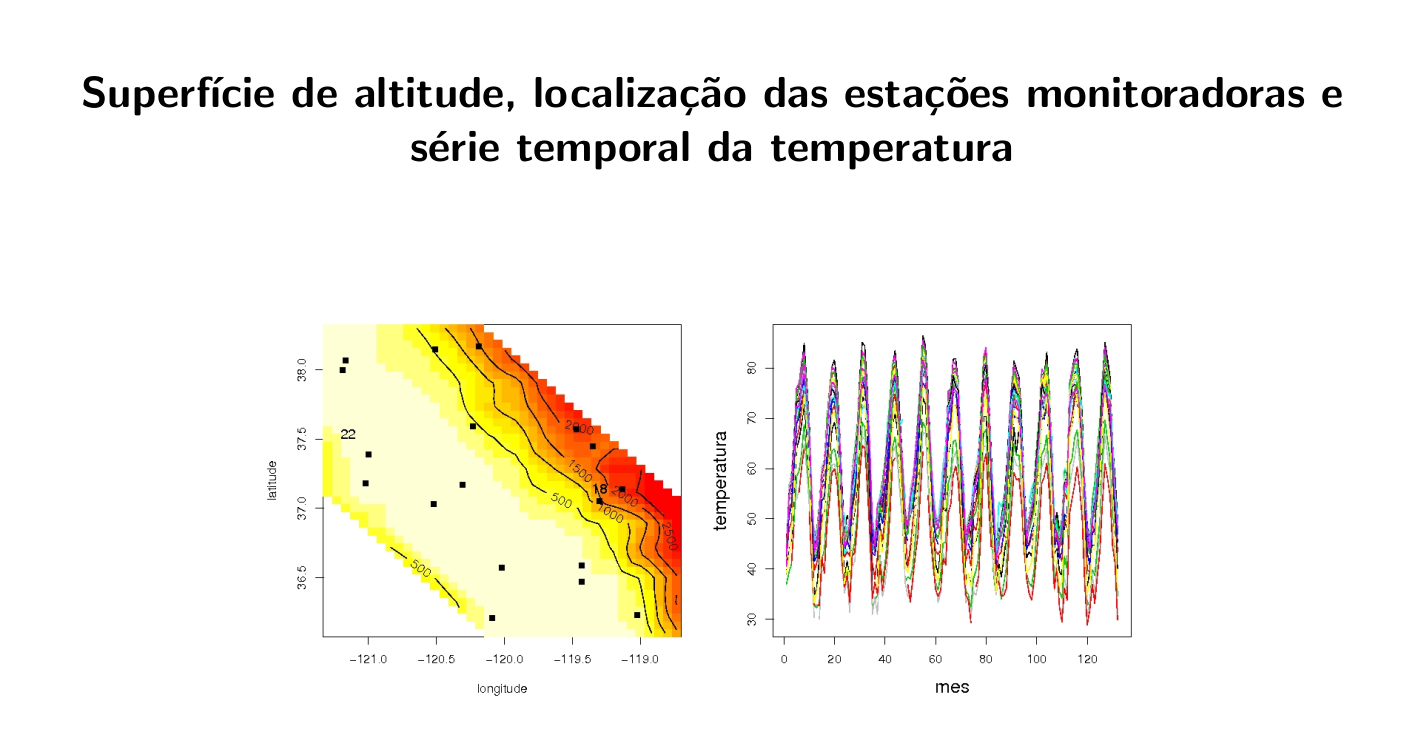 Superfície de altitude, localização das estações monitoradoras e
série temporal da temperatura
latitude
38.0
37.5
37.0
36.5
22
18
2000
1500
2000
1000
500
2500
500
−121.0 −120.5 −120.0 −119.5 −119.0
longitude
temperatura
80
70
60
50
40
30
0 20 40 60 80 100 120
mes